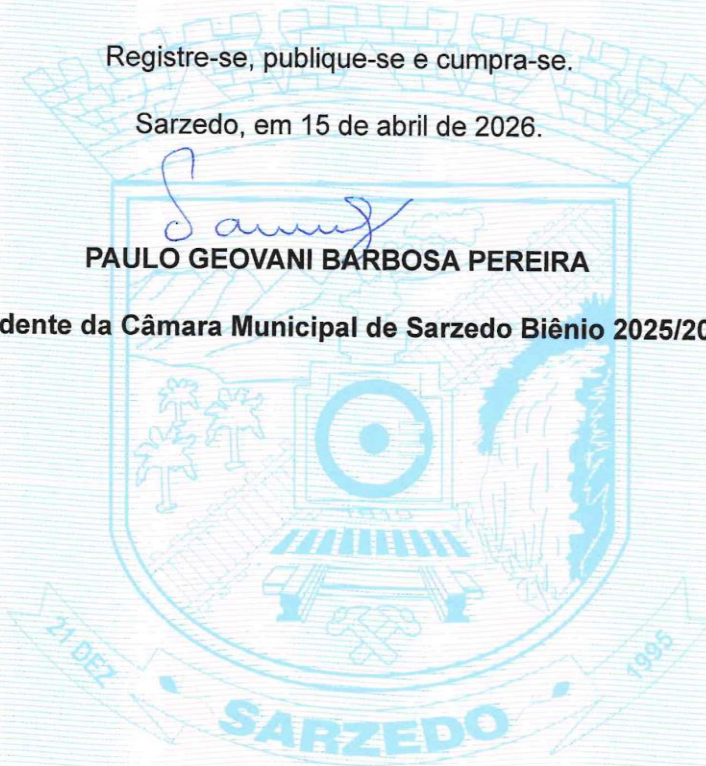 Registre-se, publique-se e cumpra-se.
Sarzedo, em 15 de abril de 2026.
PAULO GEOVANI BARBOSA PEREIRA
dente da Câmara Municipal de Sarzedo Biênio 2025/20
1910
21 DEZ
1995
SARZEDO